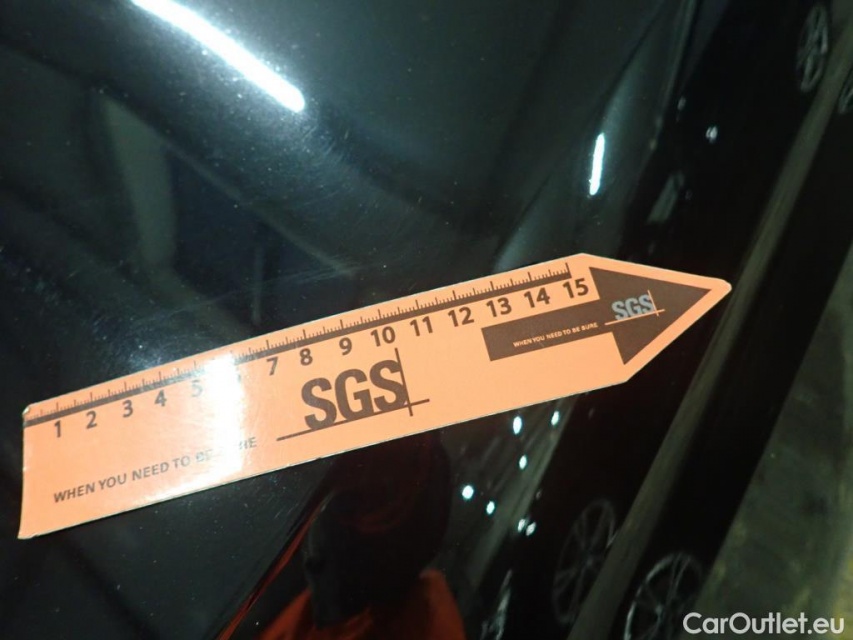 1 2 3 4 5 7 8 9 10 11 12 13 14 15
SGS
WHEN YOU NEED TO BE SURE
SGS
WHEN YOU NEED TO
CarOutlet.eu